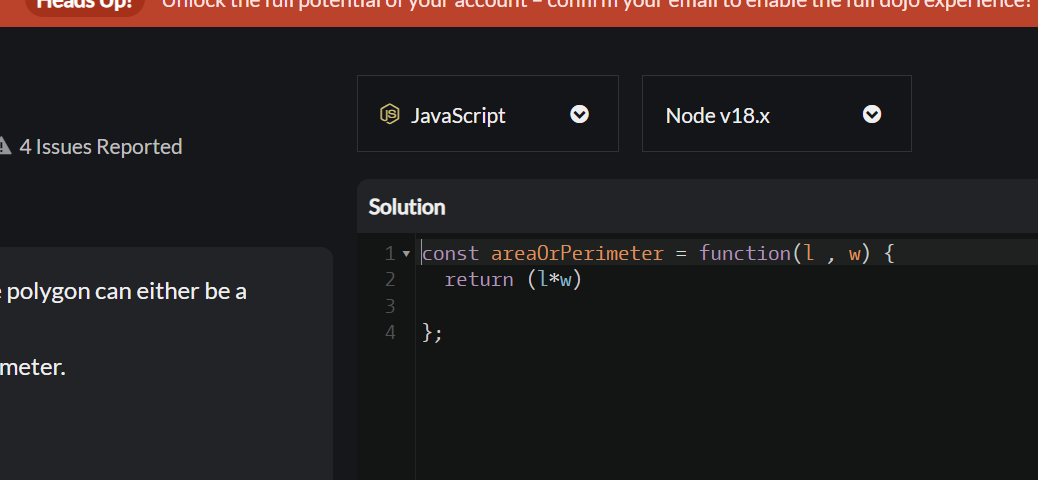 Heads Up! Unlock the full potential of your account – confirm your email to enable the full dojo experience!
JavaScript
Node v18.x
4 Issues Reported
Solution
polygon can either be a
meter.
1 const areaOrPerimeter = function(l , w) {
2 return (l*w)
3
4 };